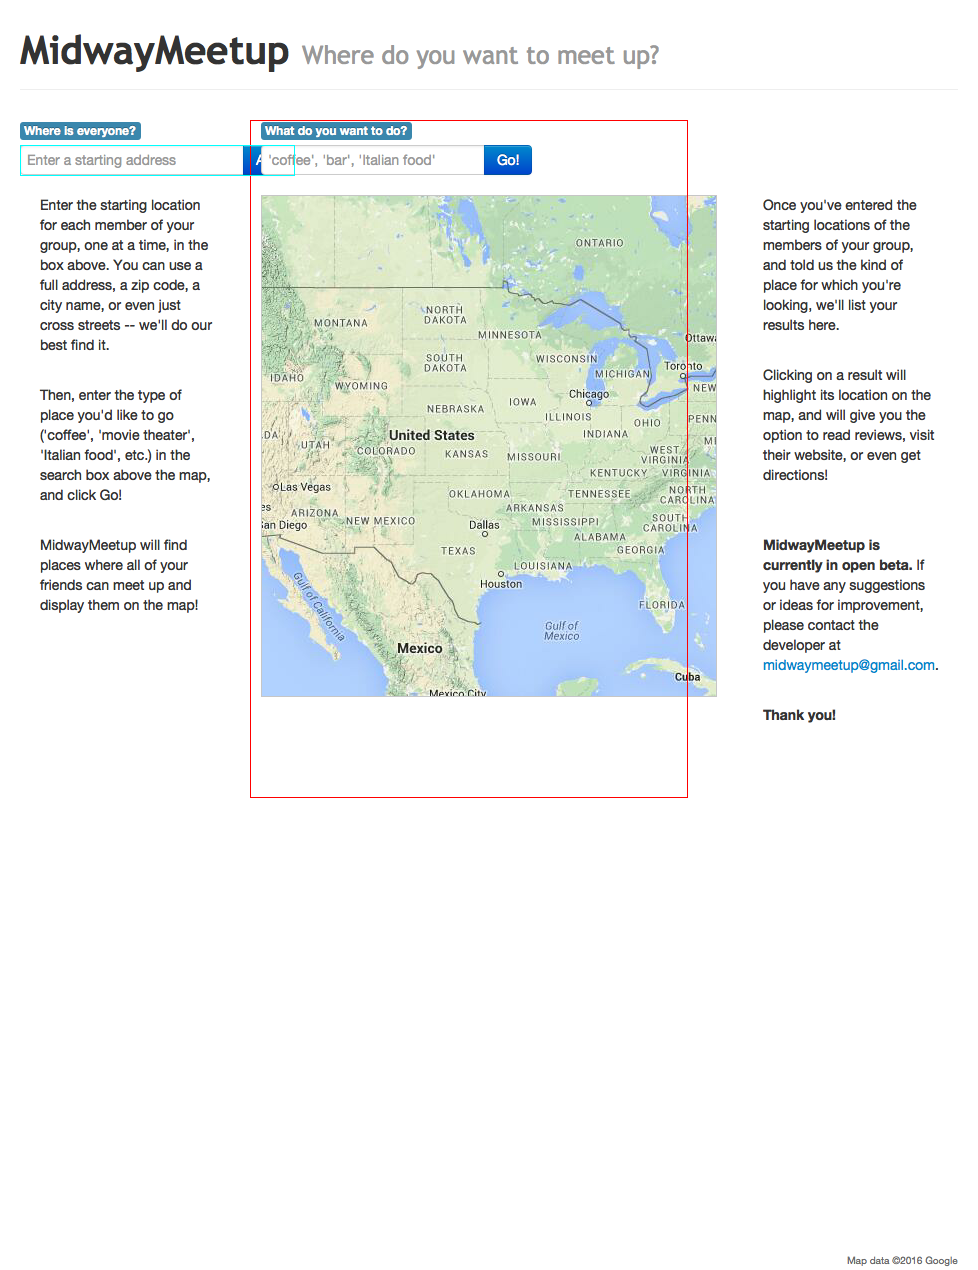 MidwayMeetup Where do you want to meet up?
Where is everyone?
What do you want to do?
Enter a starting address
'coffee', 'bar', 'Italian food'
Go!
Enter the starting location
for each member of your
group, one at a time, in the
box above. You can use a
full address, a zip code, a
city name, or even just
cross streets -- we'll do our
best find it.
Then, enter the type of
place you'd like to go
('coffee', 'movie theater',
'Italian food', etc.) in the
search box above the map,
and click Go!
MidwayMeetup will find
places where all of your
friends can meet up and
display them on the map!
ONTARIO
MONTANA
NORTH
DAKOTA
MINNESOTA
Ottawa
SOUTH
DAKOTA
WISCONSIN
MICHIGAN
Toronto
IDAHO
WYOMING
Chicago
NEW
NEBRASKA
IOWA
ILLINOIS
OHIO
PENN
DA
UTAH
United States
COLORADO
KANSAS
MISSOURI
INDIANA
WEST
VIRGINIA
MI
KENTUCKY
VIRGINIA
Las Vegas
OKLAHOMA
TENNESSEE
NORTH
CAROLINA
es
ARIZONA
NEW MEXICO
ARKANSAS
San Diego
Dallas
MISSISSIPPI
SOUTH
CAROLINA
ALABAMA
TEXAS
GEORGIA
LOUISIANA
Houston
Gulf of California
FLORIDA
Gulf of
Mexico
Mexico
Cuba
Mexico City
Once you've entered the
starting locations of the
members of your group,
and told us the kind of
place for which you're
looking, we'll list your
results here.
Clicking on a result will
highlight its location on the
map, and will give you the
option to read reviews, visit
their website, or even get
directions!
MidwayMeetup is
currently in open beta. If
you have any suggestions
or ideas for improvement,
please contact the
developer at
midwaymeetup@gmail.com.
Thank you!
Map data ©2016 Google